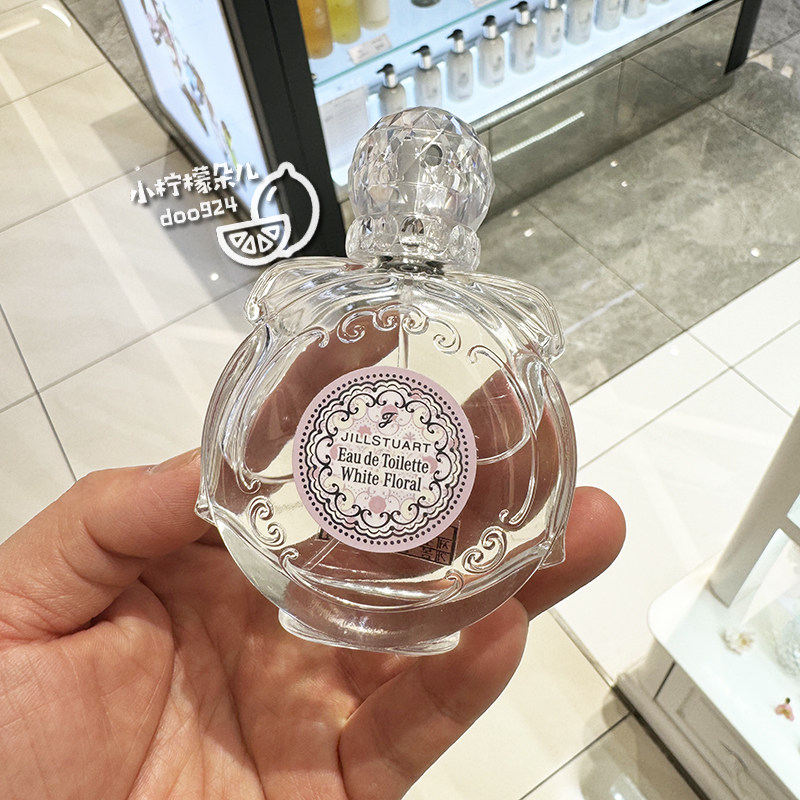 小柠檬朵儿
doo924
JILLSTUART
Eau de Toilette
White Floral